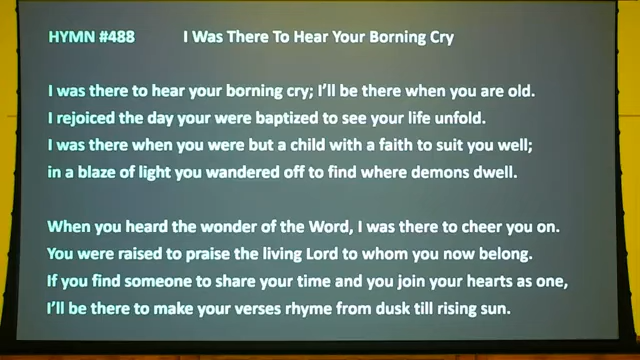 HYMN #488 I Was There To Hear Your Borning Cry
I was there to hear your borning cry; I'll be there when you are old.
I rejoiced the day your were baptized to see your life unfold.
I was there when you were but a child with a faith to suit you well;
in a blaze of light you wandered off to find where demons dwell.
When you heard the wonder of the Word, I was there to cheer you on.
You were raised to praise the living Lord to whom you now belong.
If you find someone to share your time and you join your hearts as one,
I'll be there to make your verses rhyme from dusk till rising sun.